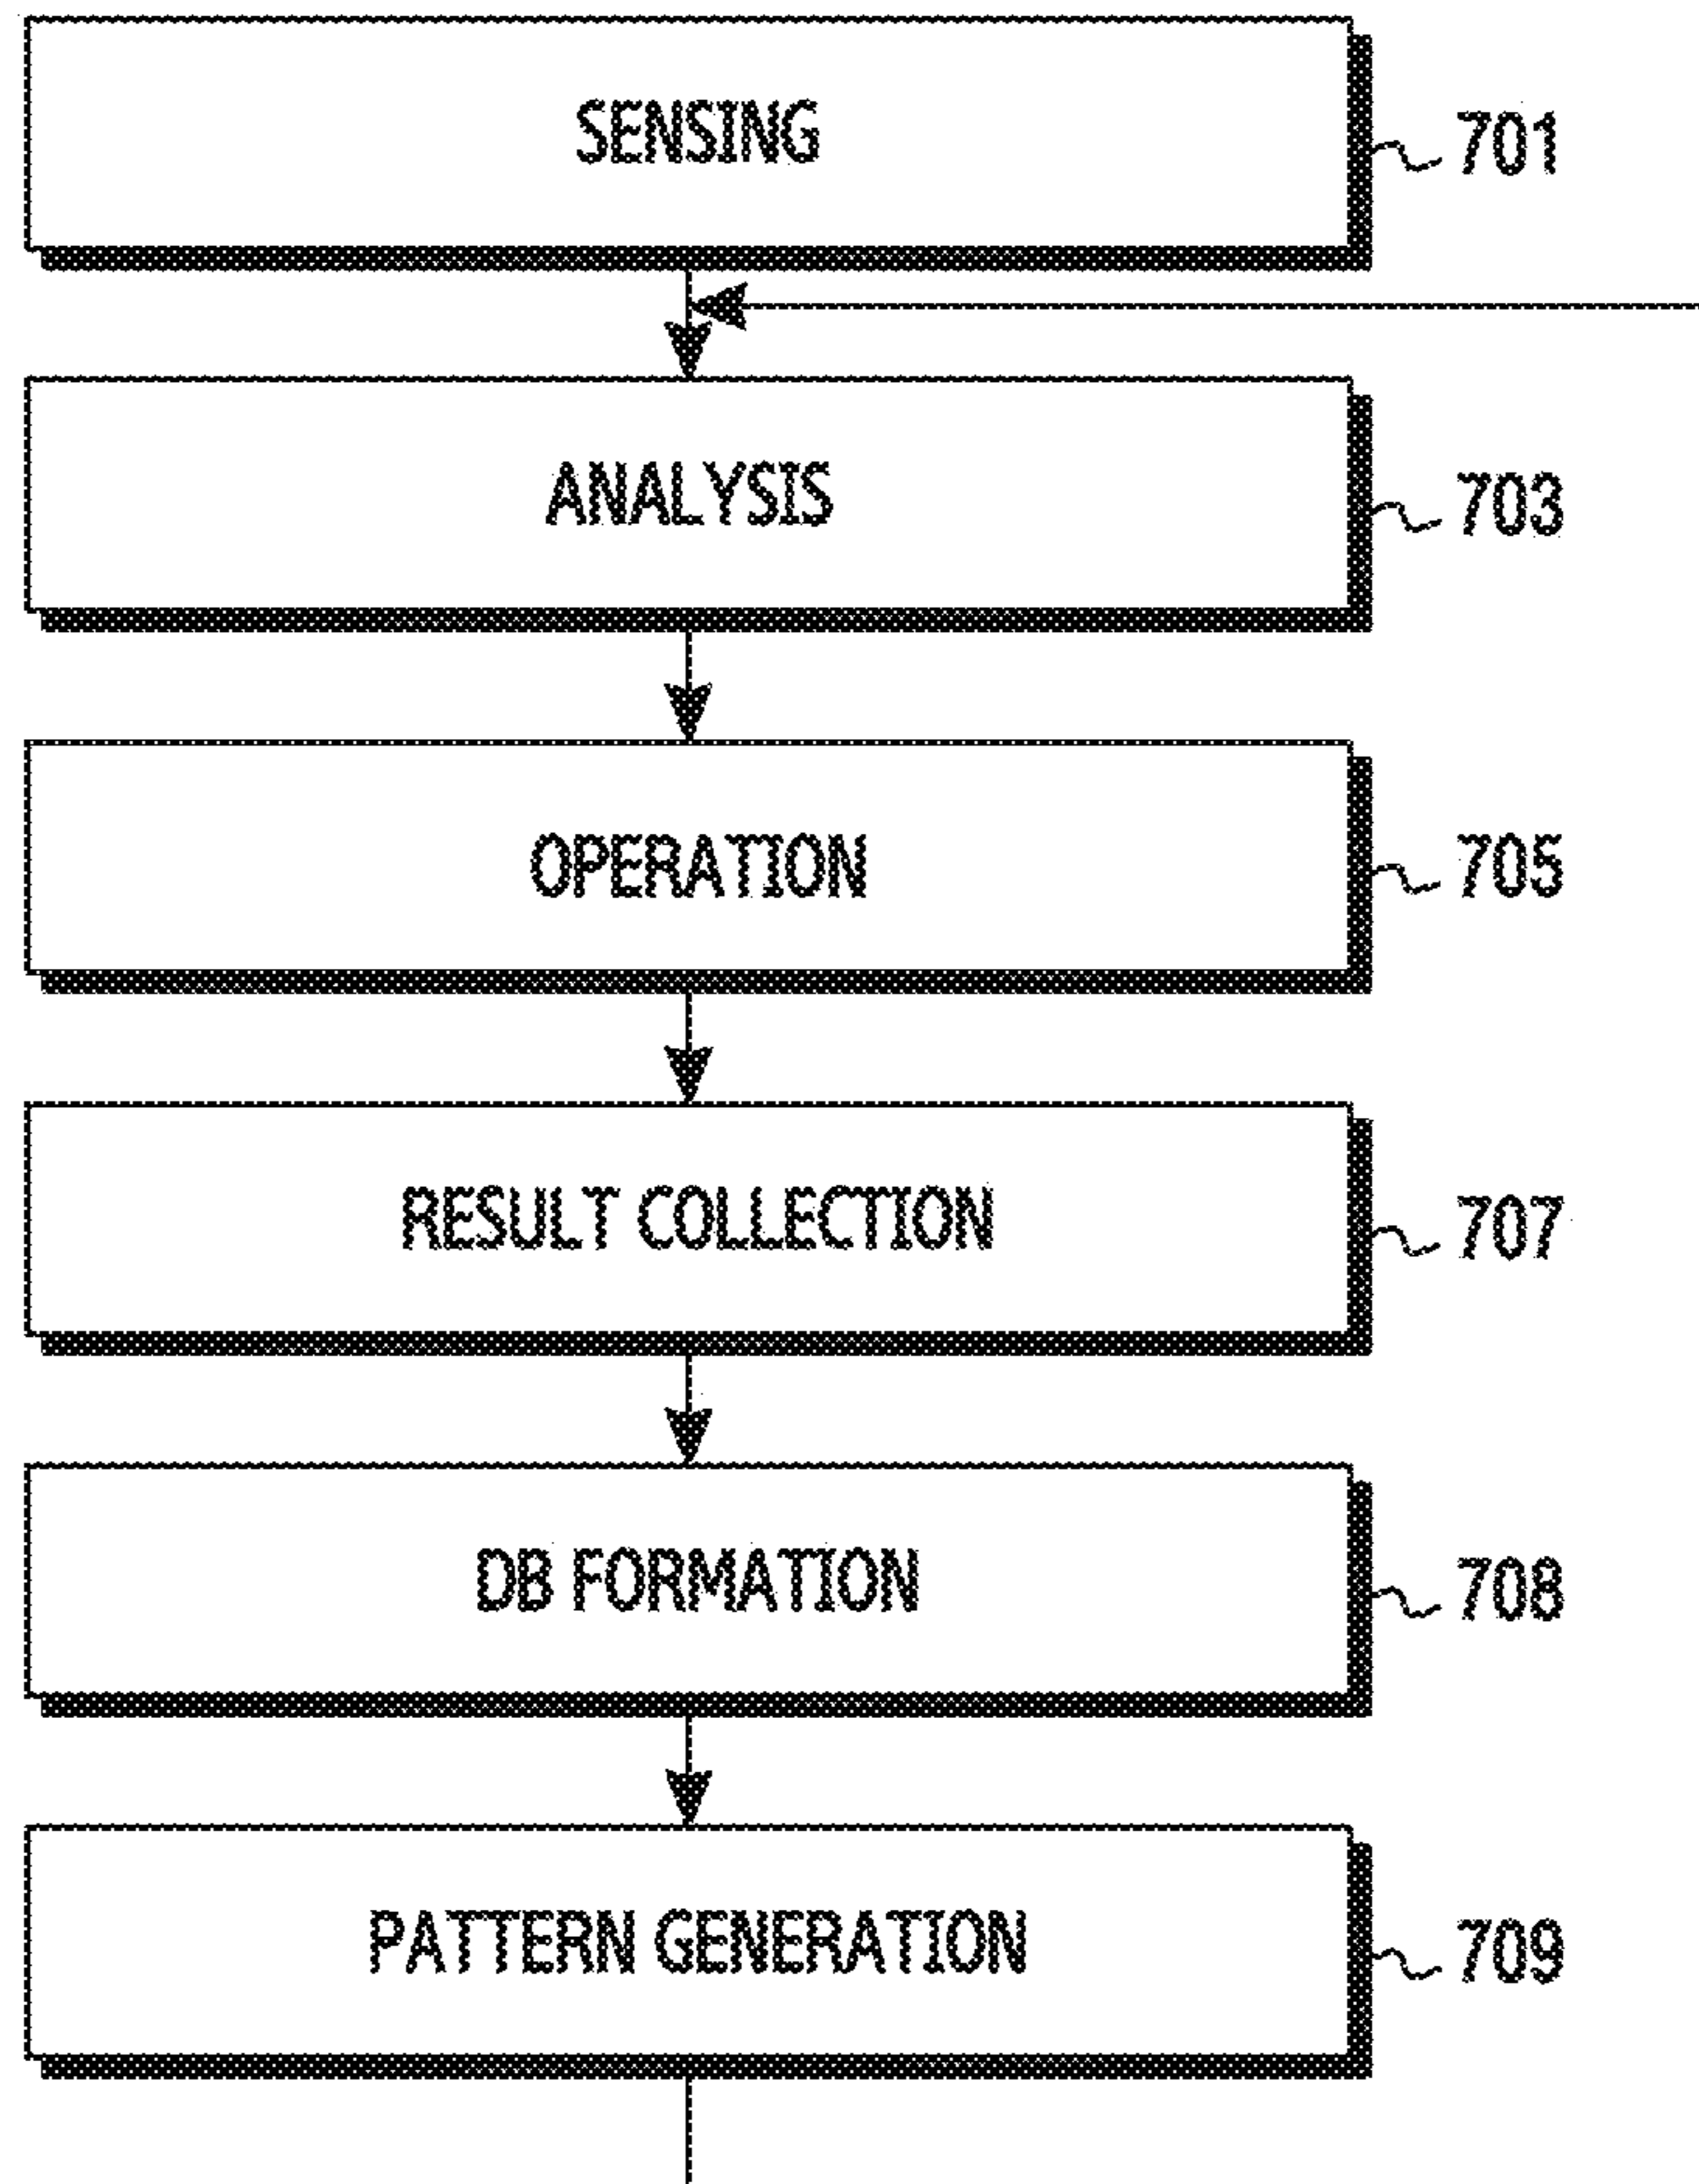 SENSING
701
ANALYSIS
703
OPERATION
705
RESULT COLLECTION
707
DB FORMATION
708
PATTERN GENERATION
709